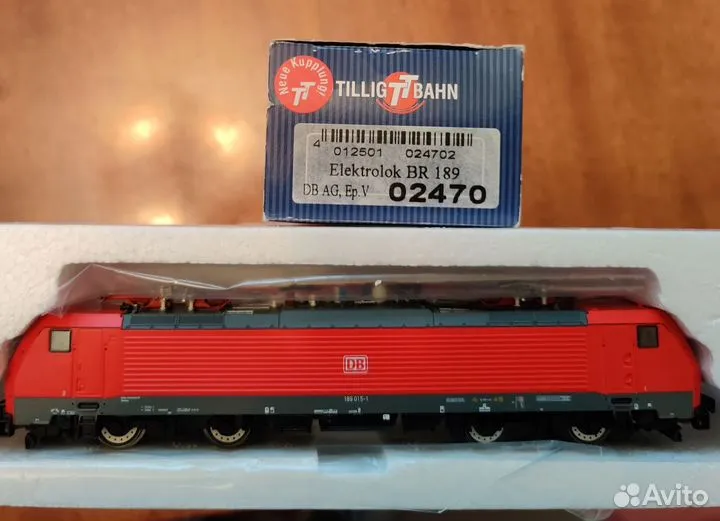 Neue Kupplung!
TT
TILLIG TT BAHN
4 012501 024702
Elektrolok BR 189
DB AG, Ep.V 02470
DB
189 015-1
Avito